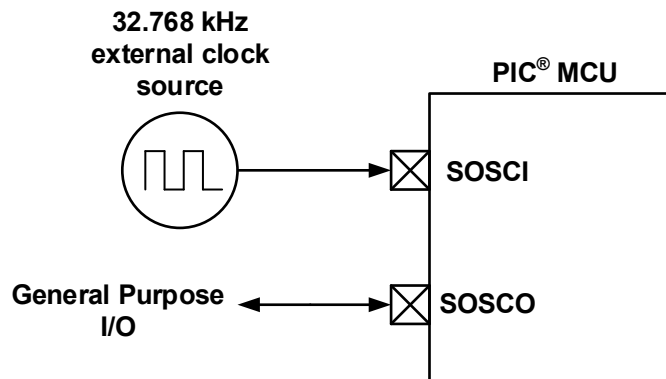 32.768 kHz
external clock
source
PIC® MCU
SOSCI
General Purpose
I/O
SOSCO